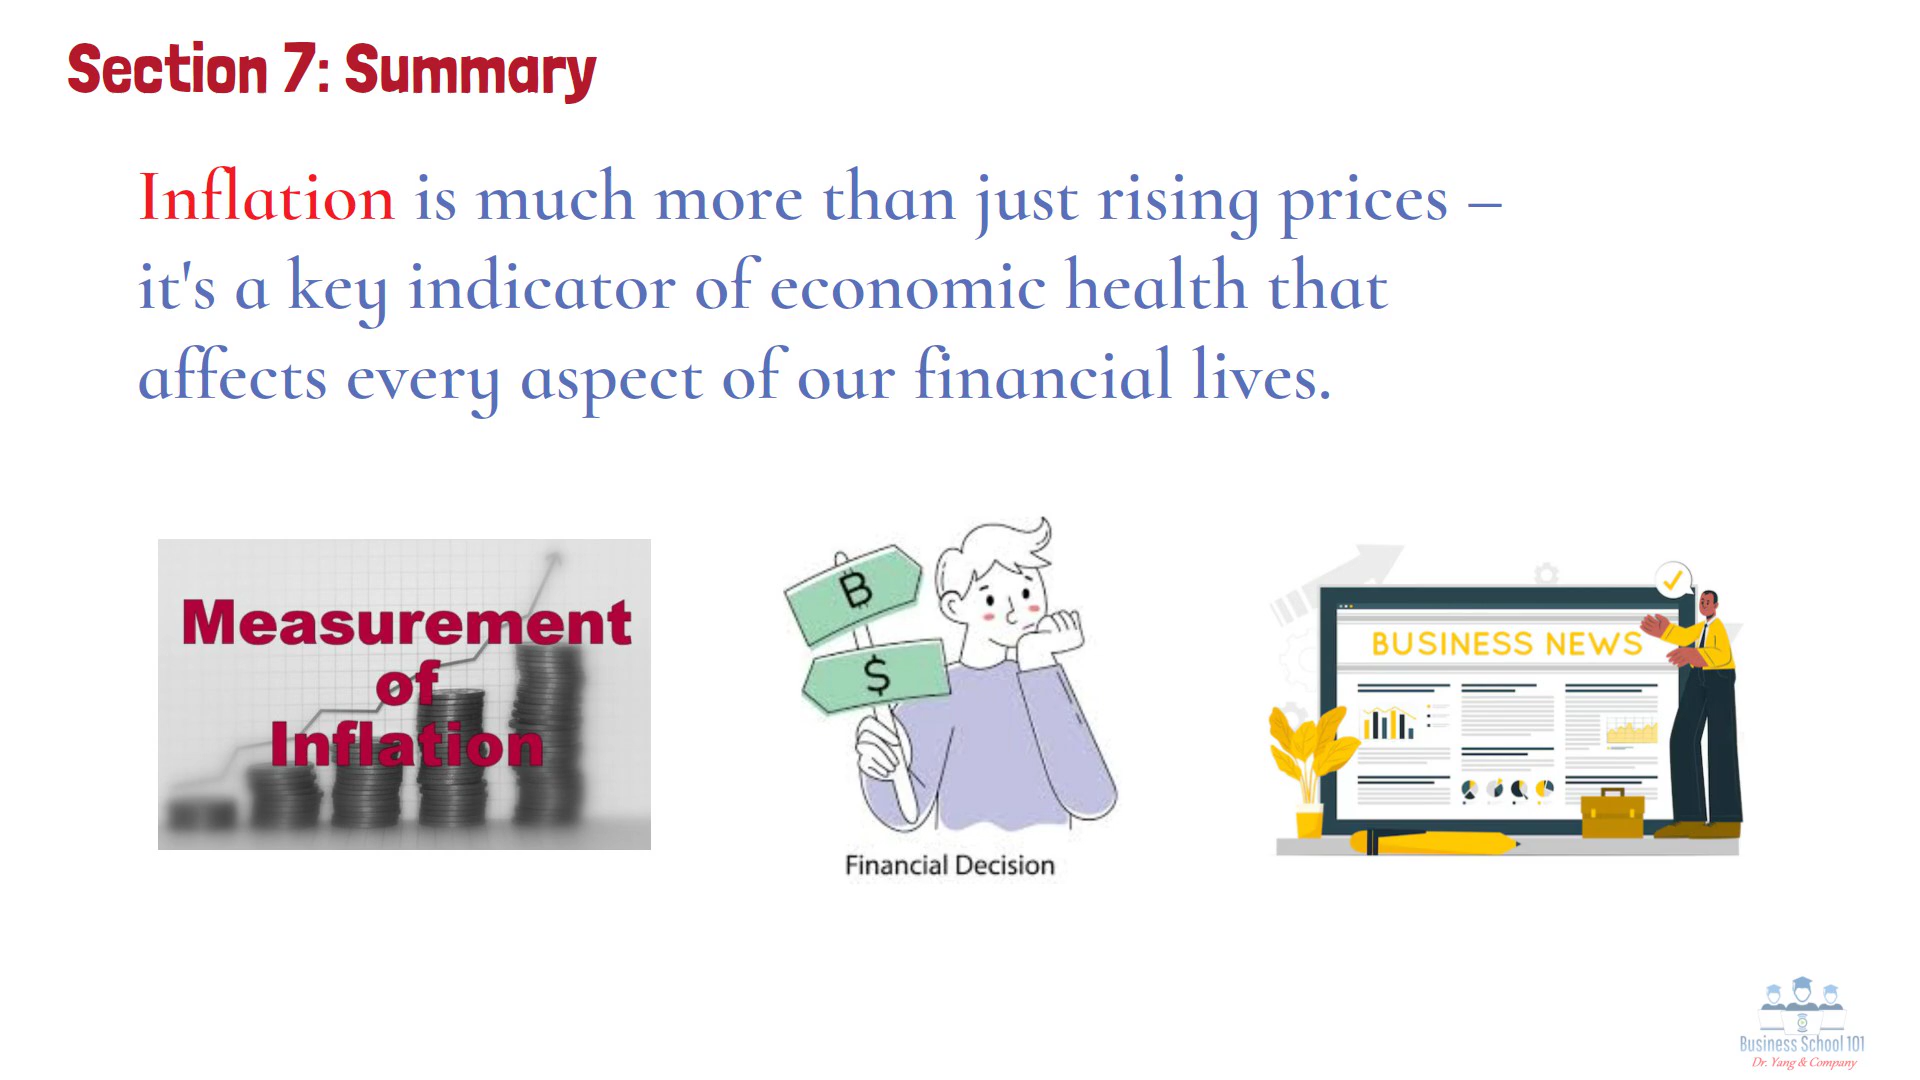 Section 7: Summary
Inflation is much more than just rising prices –
it's a key indicator of economic health that
affects every aspect of our financial lives.
Measurement
of
Inflation
B
$
Financial Decision
BUSINESS NEWS
Business School 101
Dr. Yang & Company